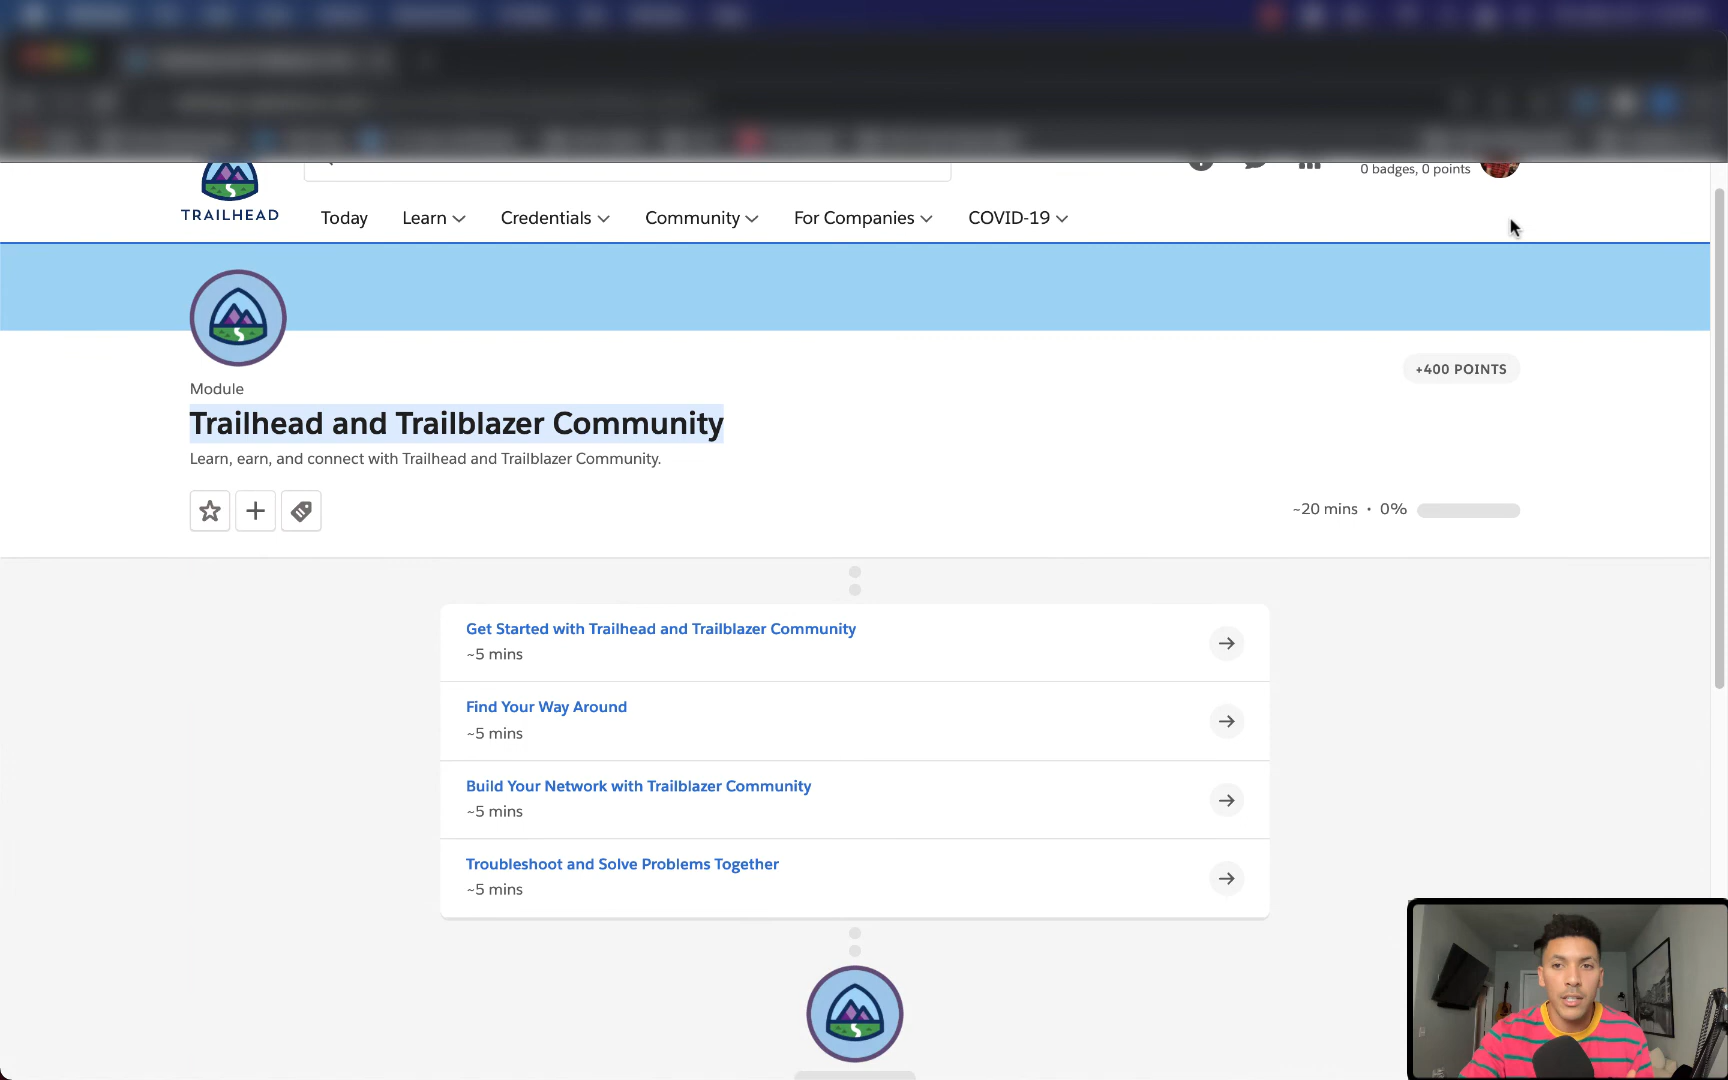 0 badges, 0 points
TRAILHEAD
Today
Learn
Credentials
Community
For Companies
COVID-19
+400 POINTS
Module
Trailhead and Trailblazer Community
Learn, earn, and connect with Trailhead and Trailblazer Community.
~20 mins • 0%
Get Started with Trailhead and Trailblazer Community
~5 mins
Find Your Way Around
~5 mins
Build Your Network with Trailblazer Community
~5 mins
Troubleshoot and Solve Problems Together
~5 mins